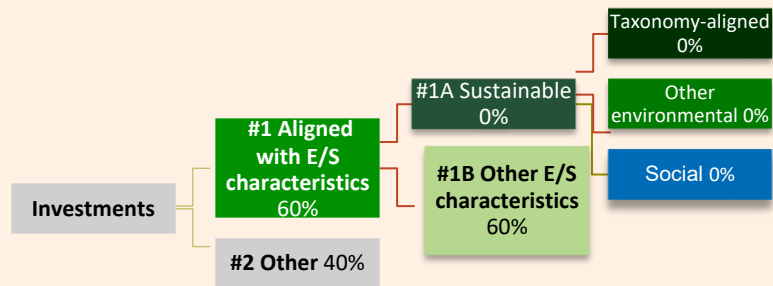 Investments
#1 Aligned
with E/S
characteristics
60%
#2 Other 40%
#1A Sustainable
0%
#1B Other E/S
characteristics
60%
Taxonomy-aligned
0%
Other
environmental 0%
Social 0%